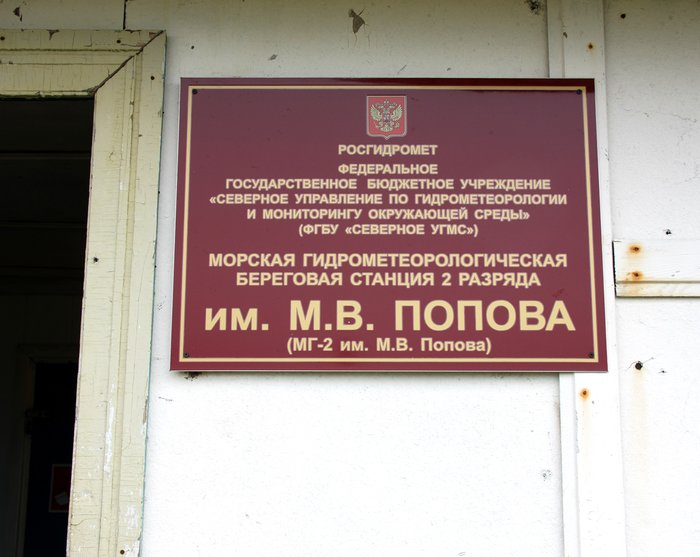 РОСГИДРОМЕТ
ФЕДЕРАЛЬНОЕ
ГОСУДАРСТВЕННОЕ БЮДЖЕТНОЕ УЧРЕЖДЕНИЕ
«СЕВЕРНОЕ УПРАВЛЕНИЕ ПО ГИДРОМЕТЕОРОЛОГИИ
И МОНИТОРИНГУ ОКРУЖАЮЩЕЙ СРЕДЫ»
(ФГБУ «СЕВЕРНОЕ УГМС»)
МОРСКАЯ ГИДРОМЕТЕОРОЛОГИЧЕСКАЯ
БЕРЕГОВАЯ СТАНЦИЯ 2 РАЗРЯДА
им. М.В. ПОПОВА
(МГ-2 им. М.В. Попова)